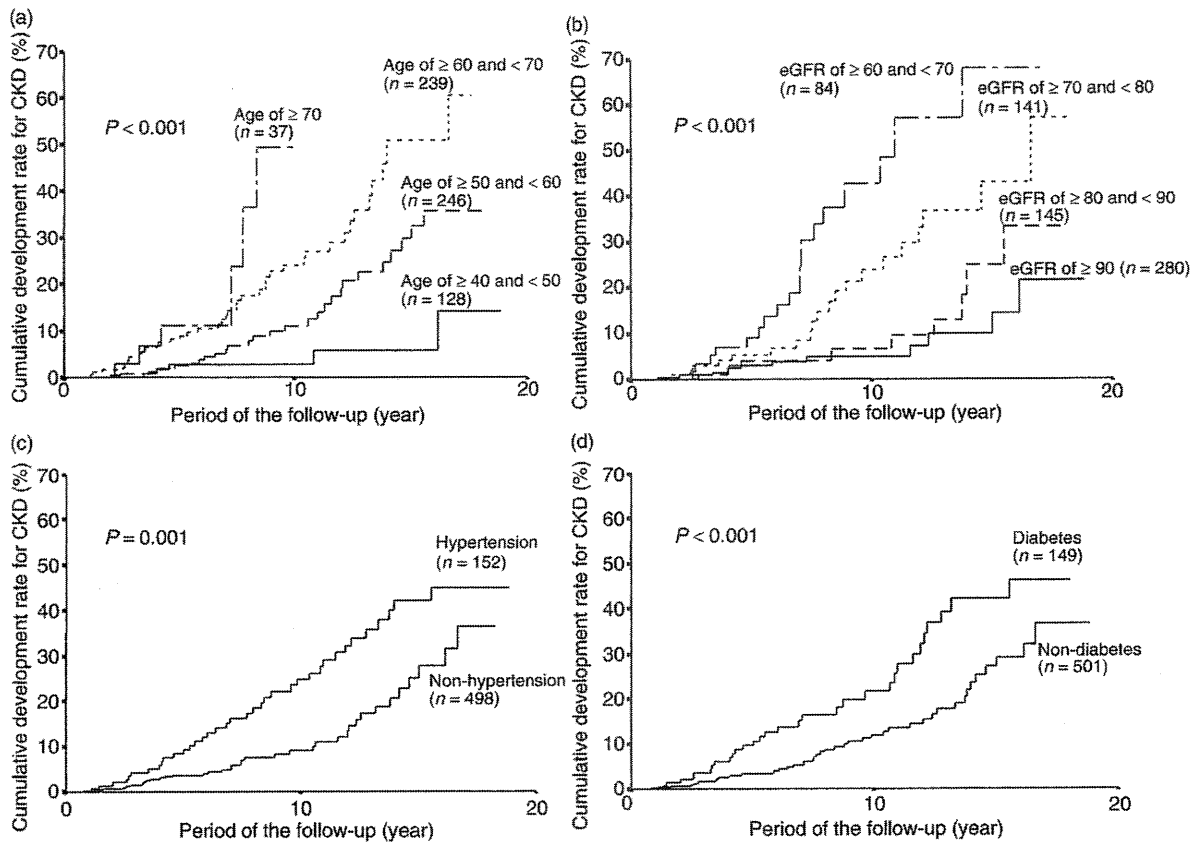 (a)
Cumulative development rate for CKD (%)
70
60
50
40
30
20
10
0
P < 0.001
Age of ≥ 70
(n = 37)
Age of ≥ 60 and < 70
(n = 239)
Age of ≥ 50 and < 60
(n = 246)
Age of ≥ 40 and < 50
(n = 128)
0
10
20
Period of the follow-up (year)
(b)
Cumulative development rate for CKD (%)
70
60
50
40
30
20
10
0
P < 0.001
eGFR of ≥ 60 and < 70
(n = 84)
eGFR of ≥ 70 and < 80
(n = 141)
eGFR of ≥ 80 and < 90
(n = 145)
eGFR of ≥ 90 (n = 280)
0
10
20
Period of the follow-up (year)
(c)
Cumulative development rate for CKD (%)
70
60
50
40
30
20
10
0
P = 0.001
Hypertension
(n = 152)
Non-hypertension
(n = 498)
0
10
20
Period of the follow-up (year)
(d)
Cumulative development rate for CKD (%)
70
60
50
40
30
20
10
0
P < 0.001
Diabetes
(n = 149)
Non-diabetes
(n = 501)
0
10
20
Period of the follow-up (year)